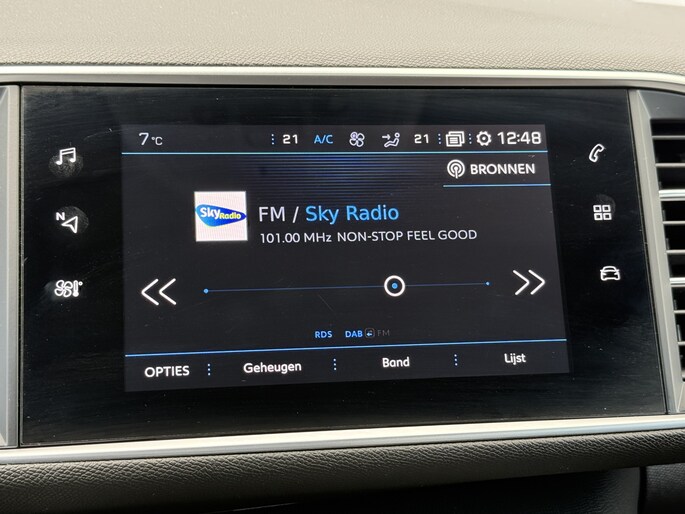 7 °C 21 A/C 21 12:48
BRONNEN
Sky Radio
FM / Sky Radio
101.00 MHz NON-STOP FEEL GOOD
N
RDS DAB FM
OPTIES Geheugen Band Lijst